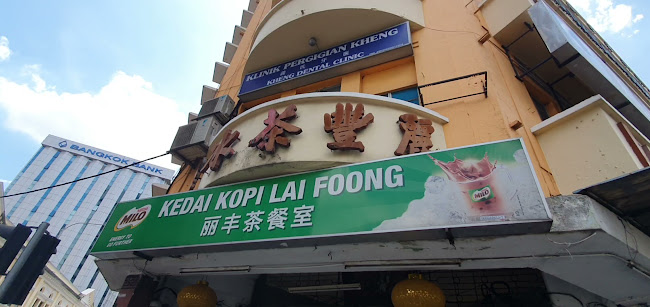 KLINIK PERGIGIAN KHENG
KHENG DENTAL CLINIC
BANGKOK BANK
茶豐
KEDAI KOPI LAI FOONG
丽丰茶餐室
MILO
MILO